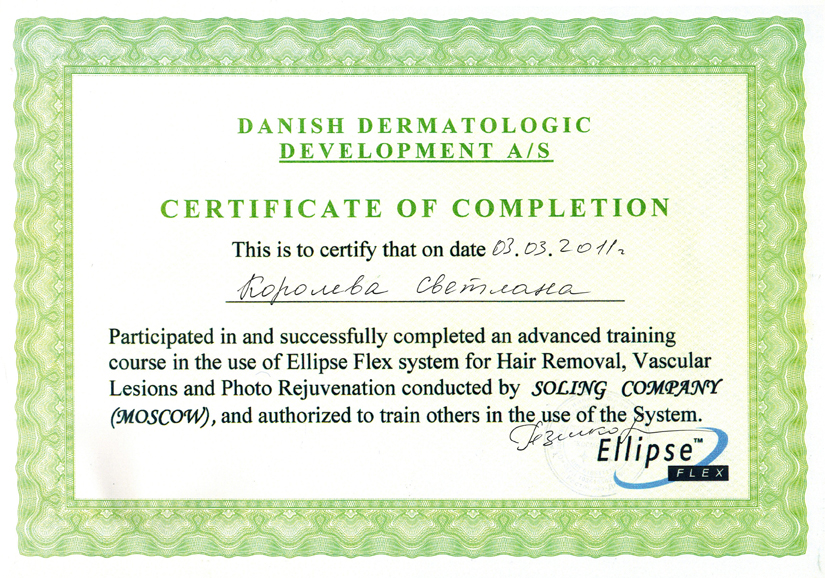 DANISH DERMATOLOGIC
DEVELOPMENT A/S
CERTIFICATE OF COMPLETION
This is to certify that on date 03.03.2011г
Королева Светлана
Participated in and successfully completed an advanced training
course in the use of Ellipse Flex system for Hair Removal, Vascular
Lesions and Photo Rejuvenation conducted by SOLING COMPANY
(MOSCOW), and authorized to train others in the use of the System.
Ellipse™
FLEX